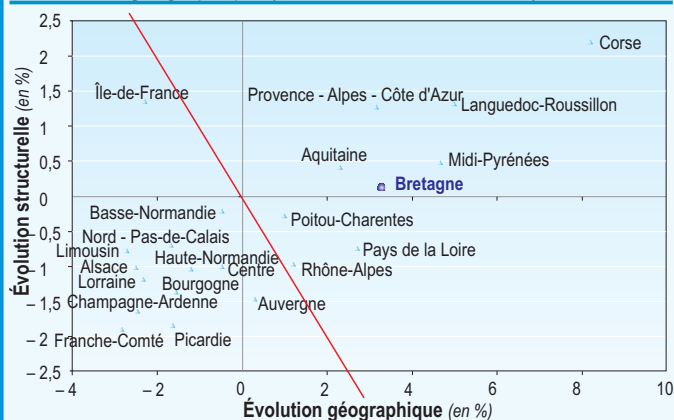 2,5
2
1,5
1
0,5
0
– 0,5
– 1
– 1,5
– 2
– 2,5
Évolution structurelle (en %)
Corse
Île-de-France
Provence - Alpes - Côte d'Azur
Languedoc-Roussillon
Aquitaine
Midi-Pyrénées
Bretagne
Basse-Normandie
Poitou-Charentes
Nord - Pas-de-Calais
Limousin
Pays de la Loire
Haute-Normandie
Alsace
Centre
Rhône-Alpes
Lorraine
Bourgogne
Champagne-Ardenne
Auvergne
Franche-Comté
Picardie
– 4
– 2
0
2
4
6
8
10
Évolution géographique (en %)